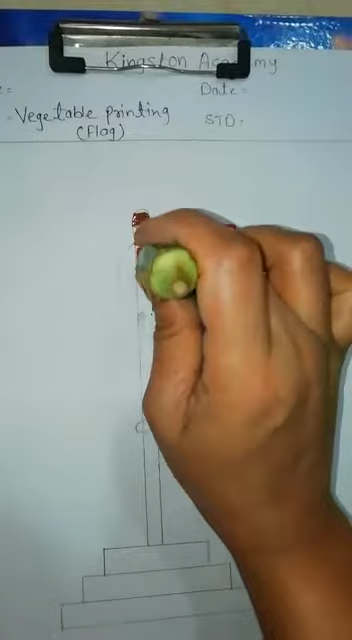 Kingston Academy
Date =
Vegetable printing
(Flag)
STD =